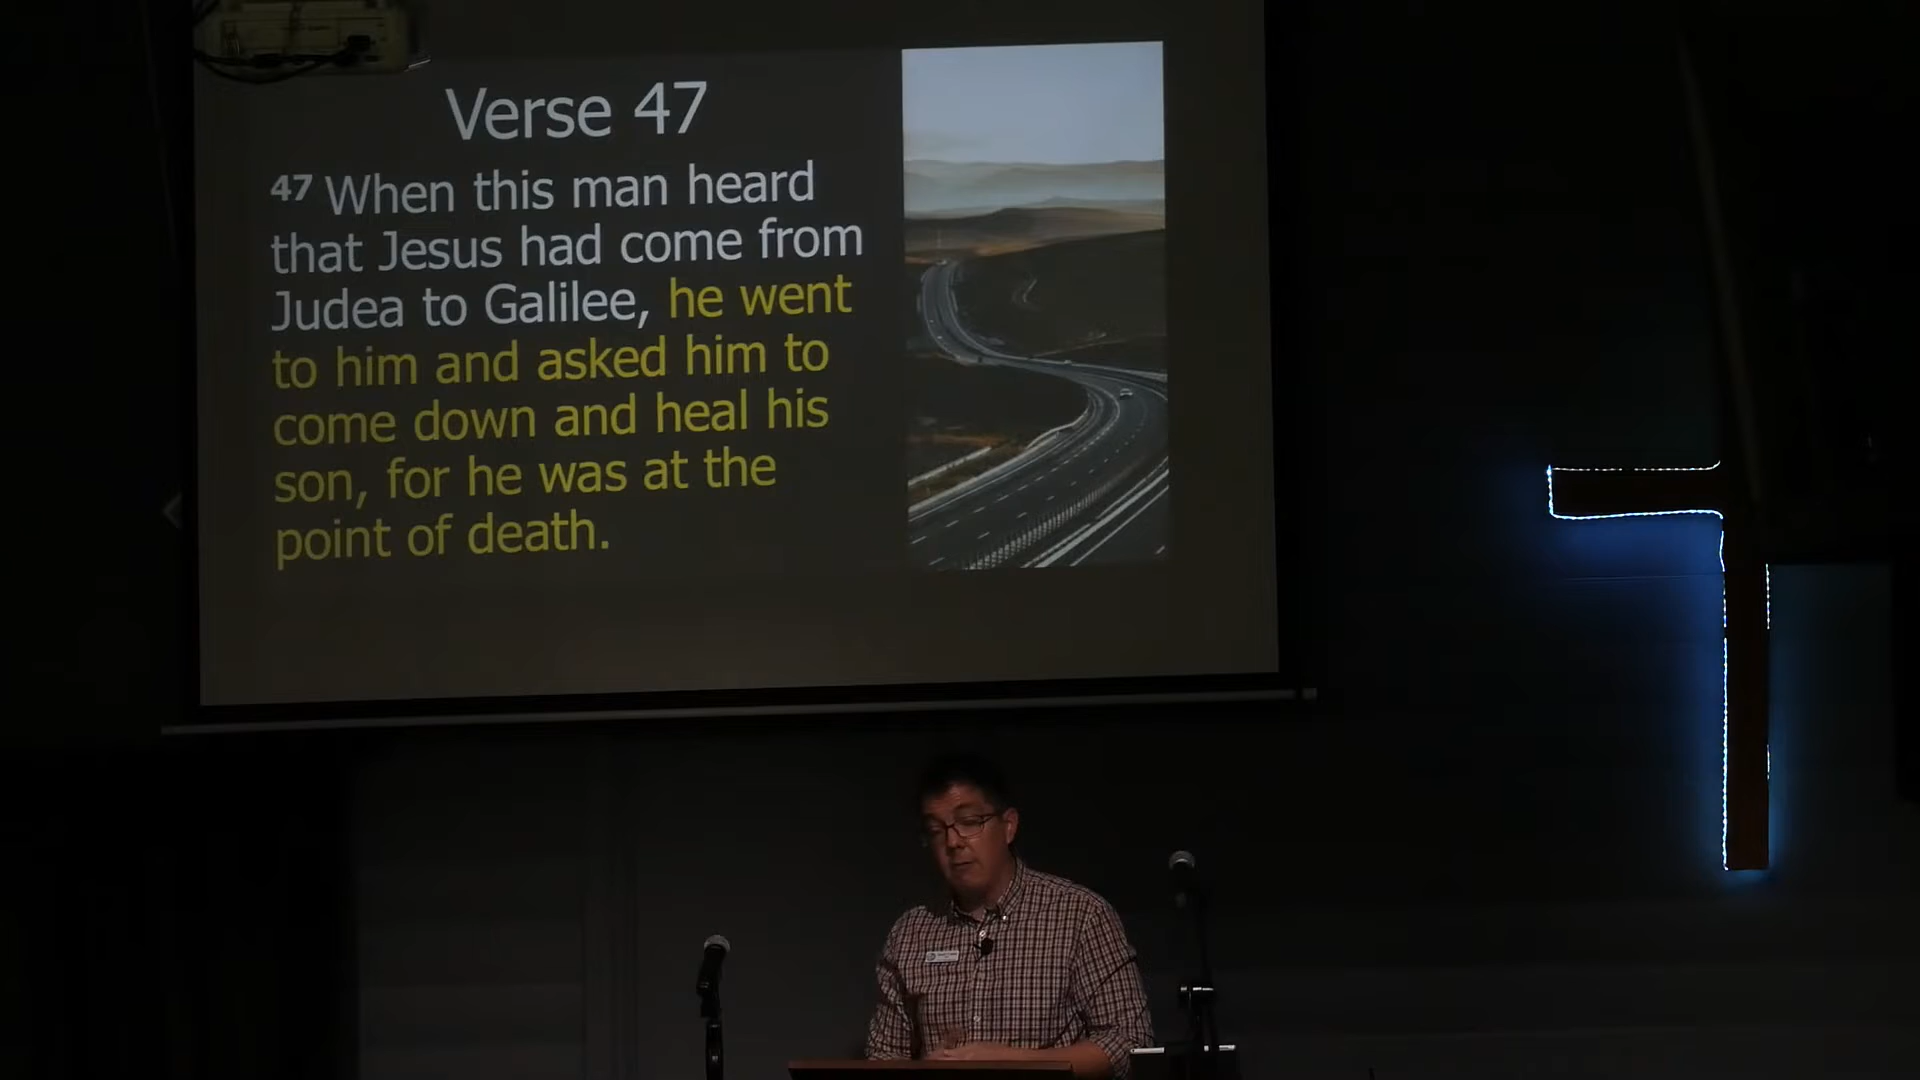 Verse 47
47 When this man heard
that Jesus had come from
Judea to Galilee, he went
to him and asked him to
come down and heal his
son, for he was at the
point of death.